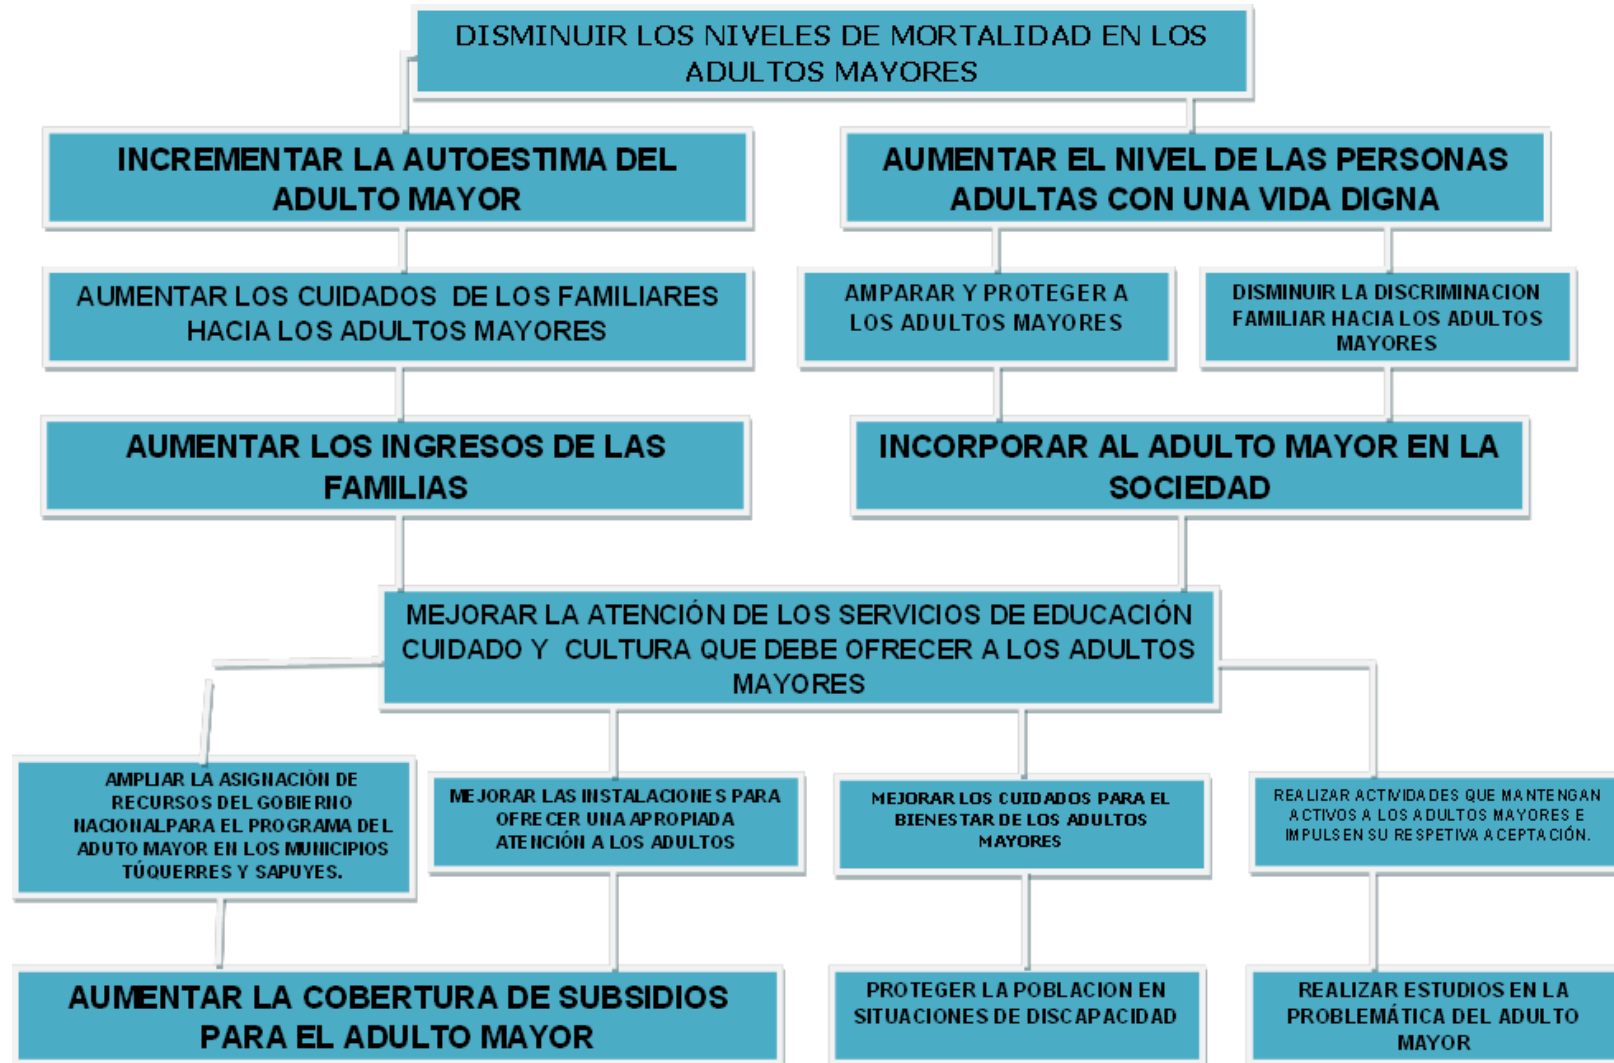 DISMINUIR LOS NIVELES DE MORTALIDAD EN LOS
ADULTOS MAYORES
INCREMENTAR LA AUTOESTIMA DEL
ADULTO MAYOR
AUMENTAR EL NIVEL DE LAS PERSONAS
ADULTAS CON UNA VIDA DIGNA
AUMENTAR LOS CUIDADOS DE LOS FAMILIARES
HACIA LOS ADULTOS MAYORES
AMPARAR Y PROTEGER A
LOS ADULTOS MAYORES
DISMINUIR LA DISCRIMINACION
FAMILIAR HACIA LOS ADULTOS
MAYORES
AUMENTAR LOS INGRESOS DE LAS
FAMILIAS
INCORPORAR AL ADULTO MAYOR EN LA
SOCIEDAD
MEJORAR LA ATENCIÓN DE LOS SERVICIOS DE EDUCACIÓN
CUIDADO Y CULTURA QUE DEBE OFRECER A LOS ADULTOS
MAYORES
AMPLIAR LA ASIGNACIÓN DE
RECURSOS DEL GOBIERNO
NACIONALPARA EL PROGRAMA DEL
ADUTO MAYOR EN LOS MUNICIPIOS
TÚQUERRES Y SAPUYES.
MEJORAR LAS INSTALACIONES PARA
OFRECER UNA APROPIADA
ATENCIÓN A LOS ADULTOS
MEJORAR LOS CUIDADOS PARA EL
BIENESTAR DE LOS ADULTOS
MAYORES
REALIZAR ACTIVIDADES QUE MANTENGAN
ACTIVOS A LOS ADULTOS MAYORES E
IMPULSEN SU RESPETIVA ACEPTACIÓN.
AUMENTAR LA COBERTURA DE SUBSIDIOS
PARA EL ADULTO MAYOR
PROTEGER LA POBLACION EN
SITUACIONES DE DISCAPACIDAD
REALIZAR ESTUDIOS EN LA
PROBLEMÁTICA DEL ADULTO
MAYOR